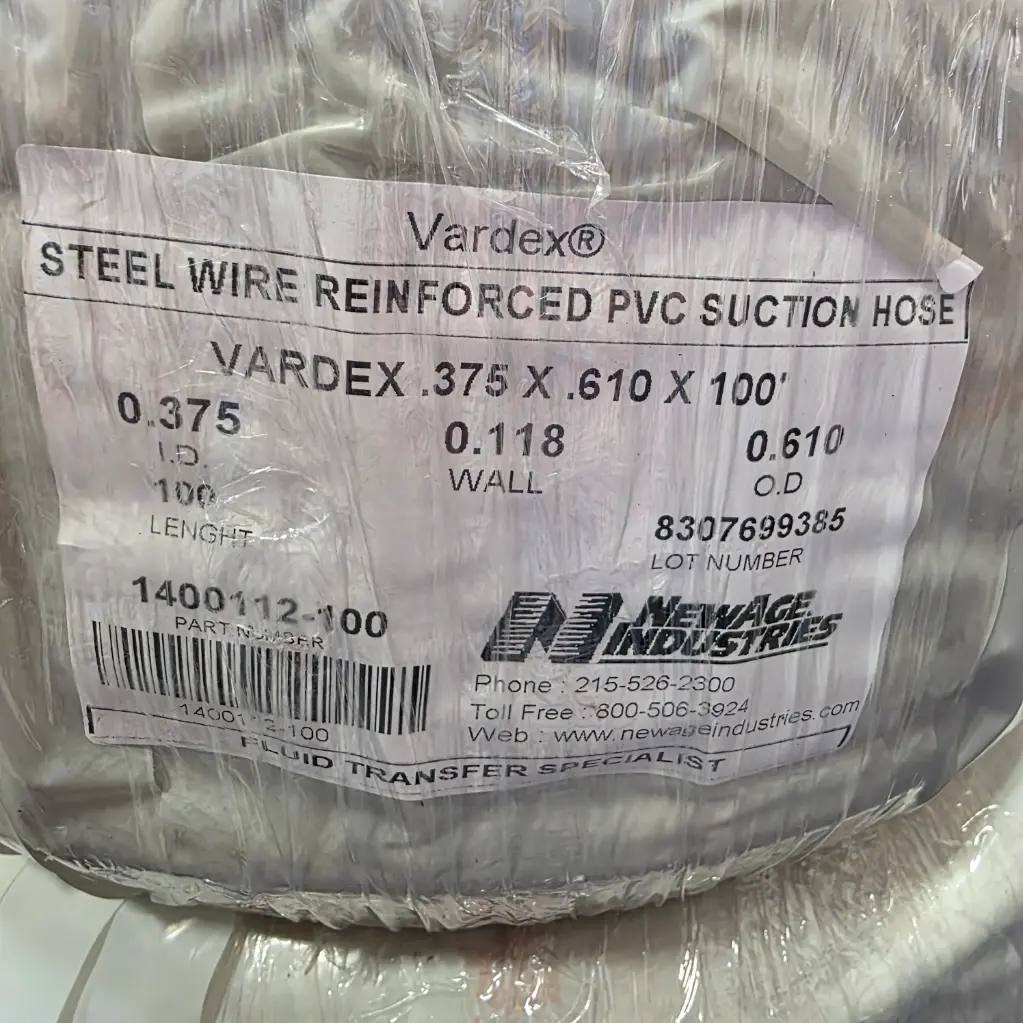 Vardex®
STEEL WIRE REINFORCED PVC SUCTION HOSE
VARDEX .375 X .610 X 100'
0.375 0.118 0.610
I.D. WALL O.D
100 8307699385
LENGHT LOT NUMBER
1400112-100
PART NUMBER
N NEWAGE
INDUSTRIES
1400112-100
Phone : 215-526-2300
Toll Free : 800-506-3924
Web : www.newageindustries.com
FLUID TRANSFER SPECIALIST